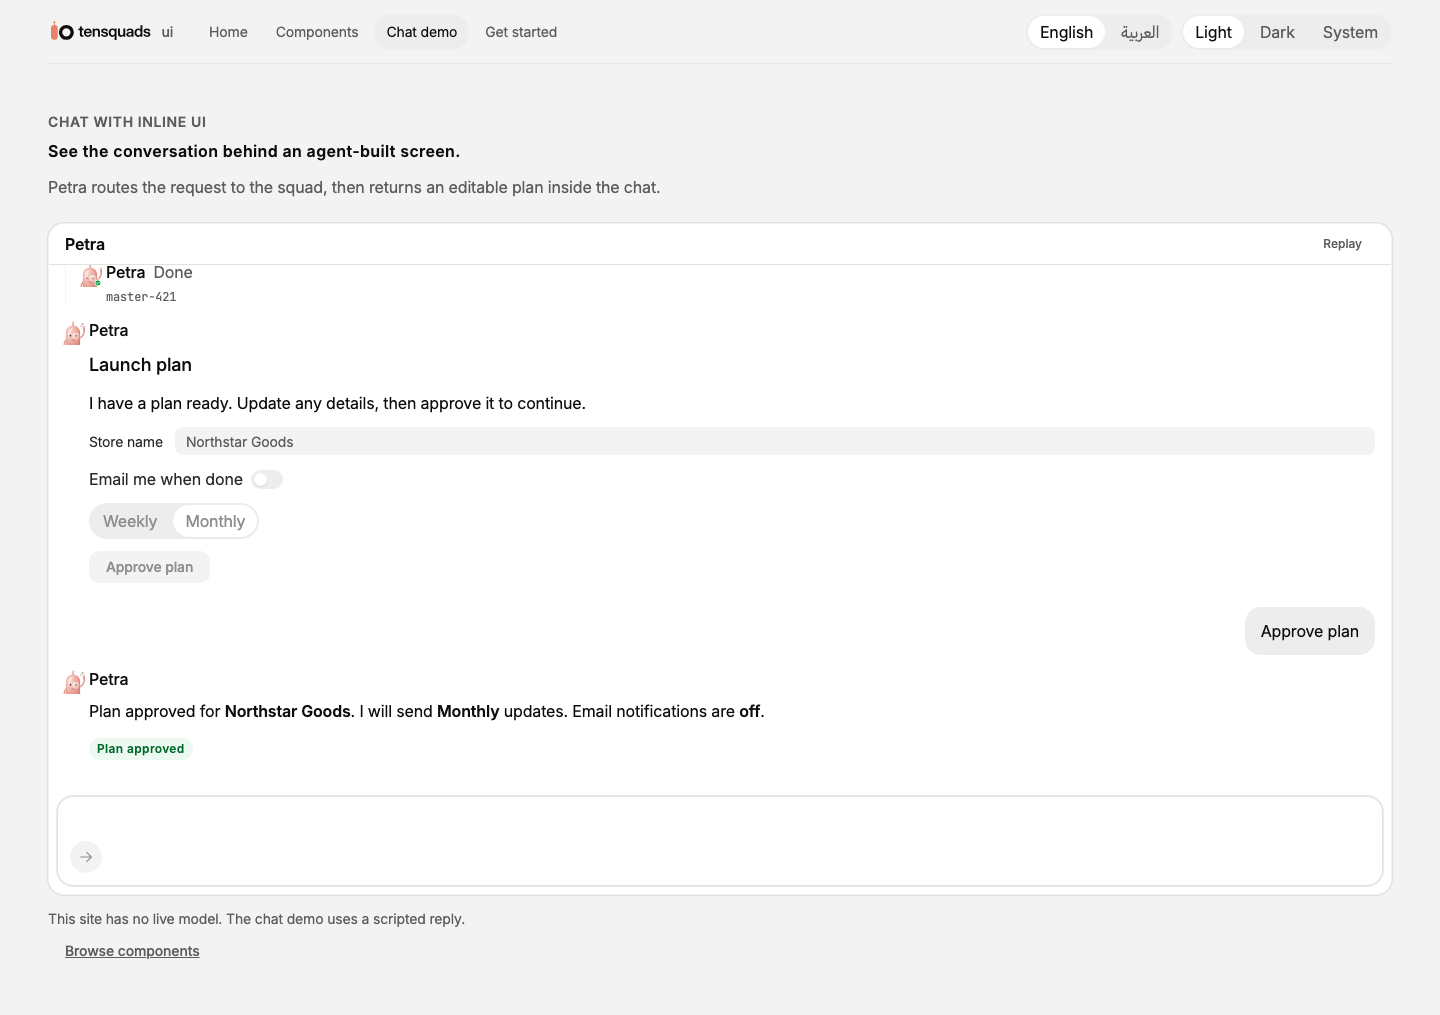 tensquads ui
Home
Components
Chat demo
Get started
English
العربية
Light
Dark
System
CHAT WITH INLINE UI
See the conversation behind an agent-built screen.
Petra routes the request to the squad, then returns an editable plan inside the chat.
Petra
Replay
Petra Done
master-421
Petra
Launch plan
I have a plan ready. Update any details, then approve it to continue.
Store name Northstar Goods
Email me when done
Weekly Monthly
Approve plan
Approve plan
Petra
Plan approved for Northstar Goods. I will send Monthly updates. Email notifications are off.
Plan approved
This site has no live model. The chat demo uses a scripted reply.
Browse components